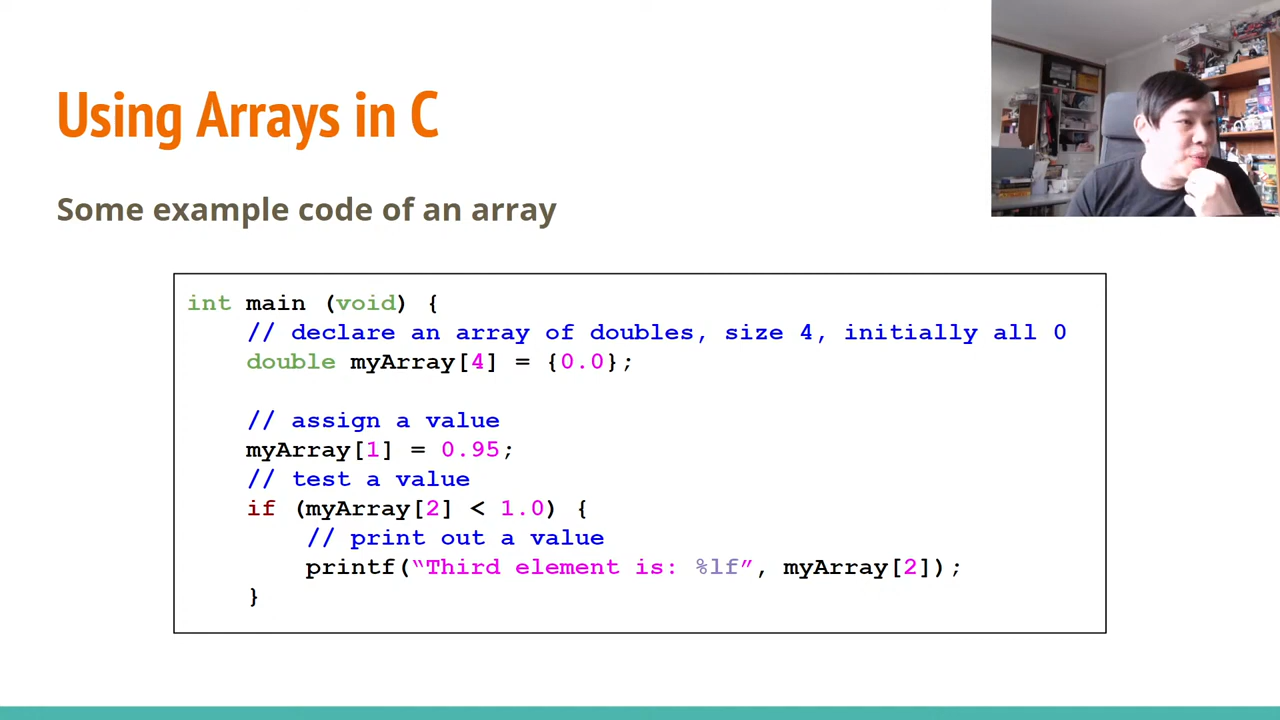 Using Arrays in C
Some example code of an array
int main (void) {
// declare an array of doubles, size 4, initially all 0
double myArray[4] = {0.0};
// assign a value
myArray[1] = 0.95;
// test a value
if (myArray[2] < 1.0) {
// print out a value
printf(“Third element is: %lf”, myArray[2]);
}